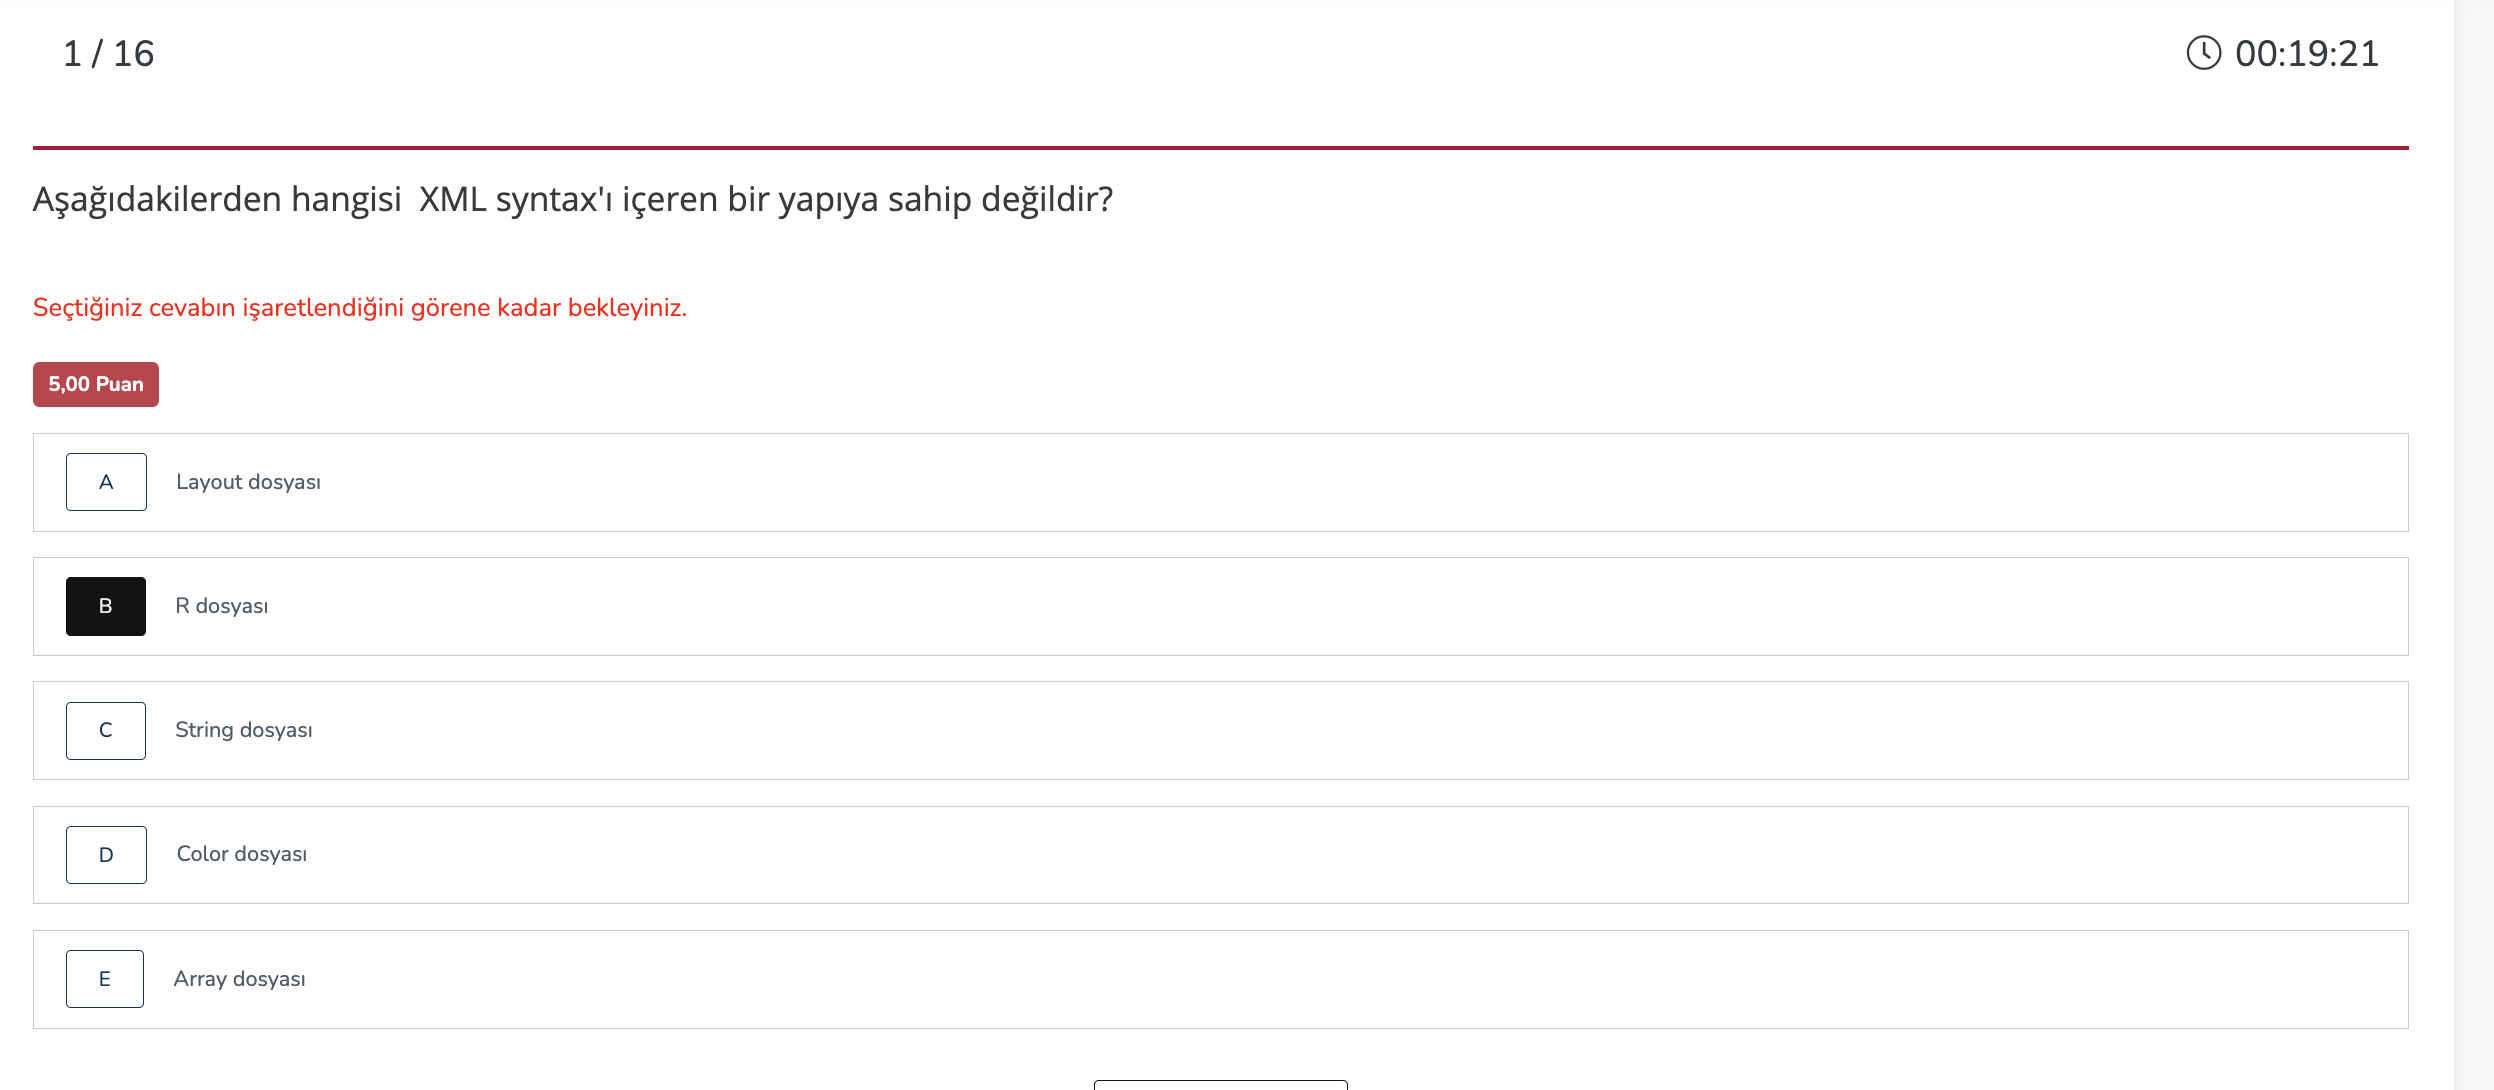 1 / 16
00:19:21
Aşağıdakilerden hangisi  XML syntax'ı içeren bir yapıya sahip değildir?
Seçtiğiniz cevabın işaretlendiğini görene kadar bekleyiniz.
5,00 Puan
A Layout dosyası
B R dosyası
C String dosyası
D Color dosyası
E Array dosyası